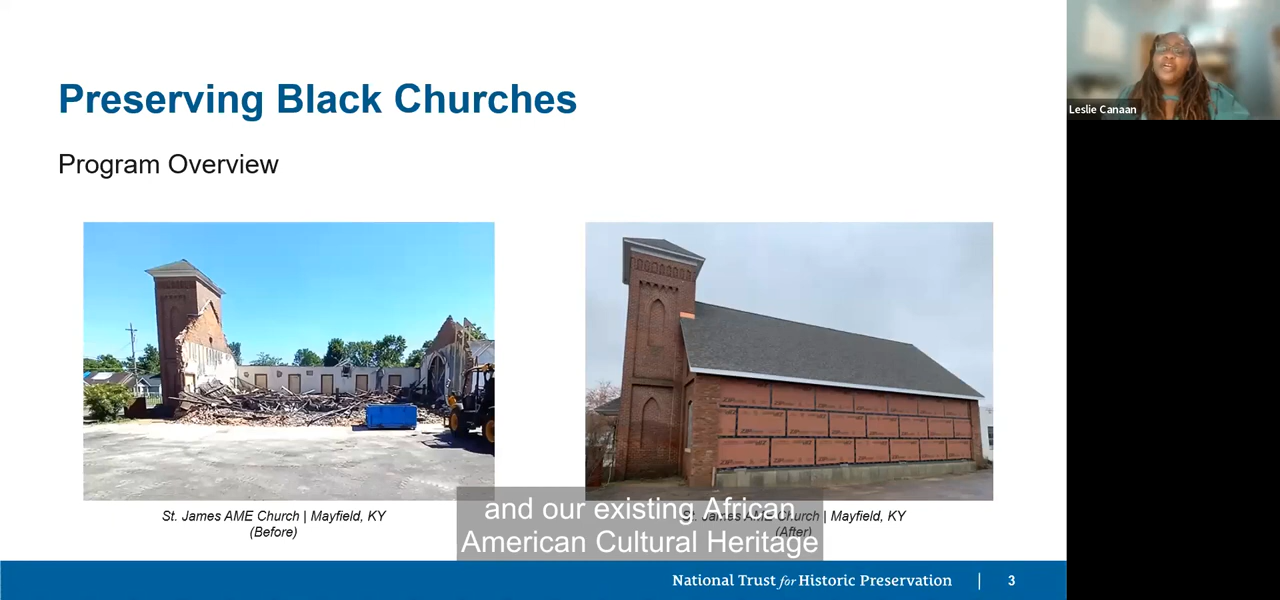 Preserving Black Churches
Program Overview
Leslie Canaan
St. James AME Church | Mayfield, KY
(Before)
St. James AME Church | Mayfield, KY
(After)
and our existing African
American Cultural Heritage
National Trust for Historic Preservation | 3